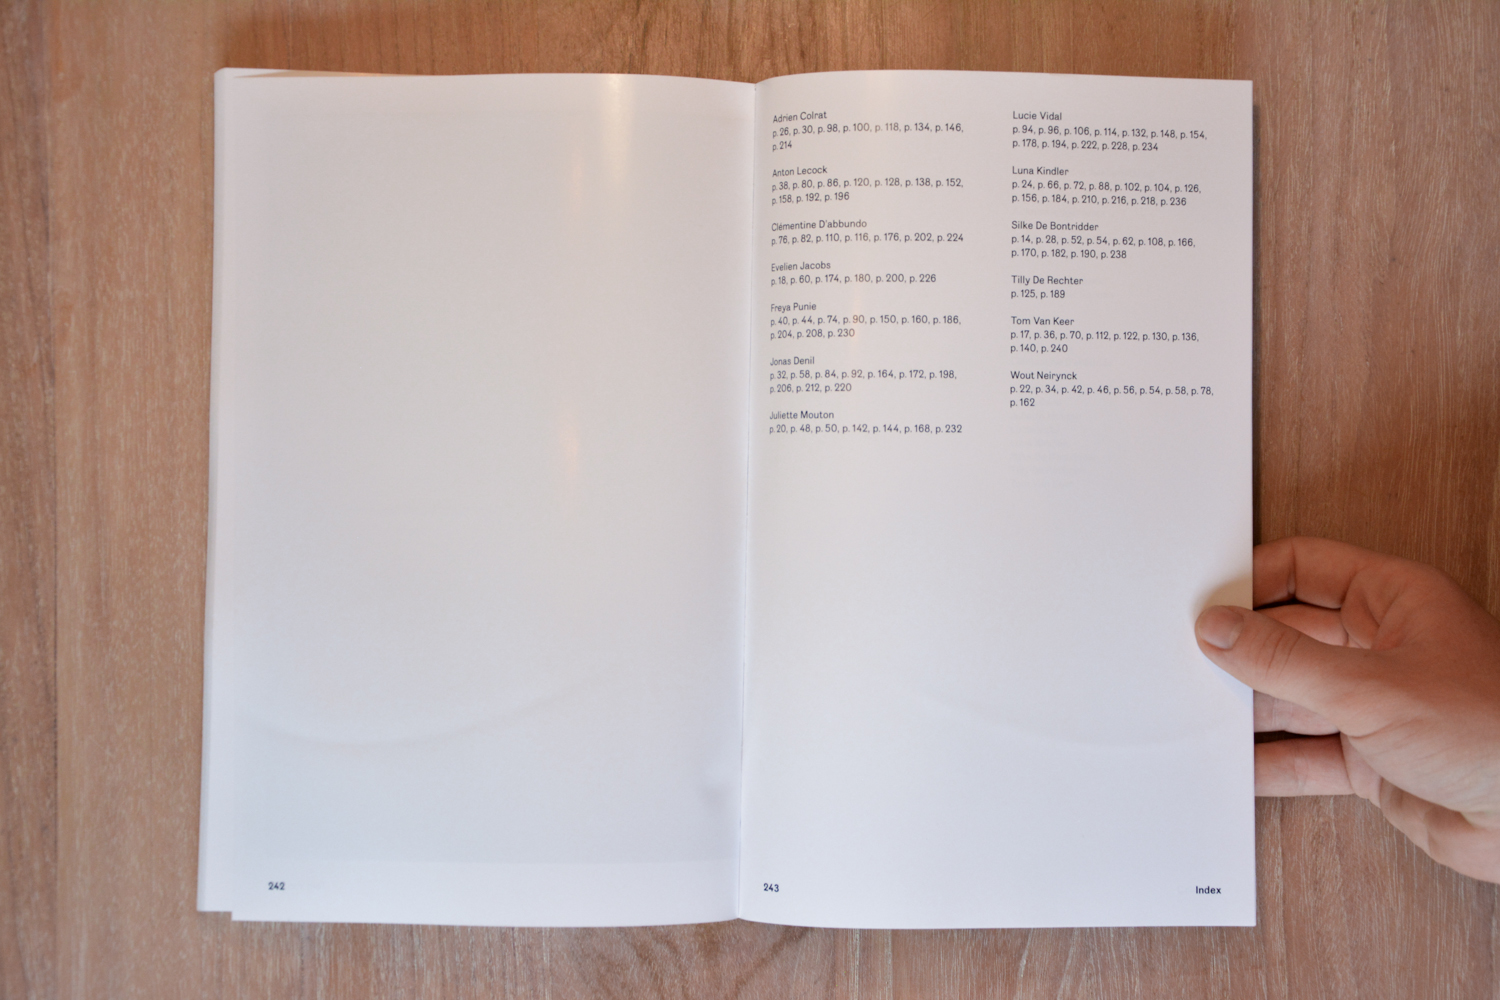 Adrien Colrat
p. 26, p. 30, p. 98, p. 100, p. 118, p. 134, p. 146,
p. 214
Anton Lecock
p. 38, p. 80, p. 86, p. 120, p. 128, p. 138, p. 152,
p. 158, p. 192, p. 196
Clémentine D'abbundo
p. 76, p. 82, p. 110, p. 116, p. 176, p. 202, p. 224
Evelien Jacobs
p. 18, p. 60, p. 174, p. 180, p. 200, p. 226
Freya Punie
p. 40, p. 44, p. 74, p. 90, p. 150, p. 160, p. 186,
p. 204, p. 208, p. 230
Jonas Denil
p. 32, p. 58, p. 84, p. 92, p. 164, p. 172, p. 198,
p. 206, p. 212, p. 220
Juliette Mouton
p. 20, p. 48, p. 50, p. 142, p. 144, p. 168, p. 232
Lucie Vidal
p. 94, p. 96, p. 106, p. 114, p. 132, p. 148, p. 154,
p. 178, p. 194, p. 222, p. 228, p. 234
Luna Kindler
p. 24, p. 66, p. 72, p. 88, p. 102, p. 104, p. 126,
p. 156, p. 184, p. 210, p. 216, p. 218, p. 236
Silke De Bontridder
p. 14, p. 28, p. 52, p. 54, p. 62, p. 108, p. 166,
p. 170, p. 182, p. 190, p. 238
Tilly De Rechter
p. 125, p. 189
Tom Van Keer
p. 17, p. 36, p. 70, p. 112, p. 122, p. 130, p. 136,
p. 140, p. 240
Wout Neirynck
p. 22, p. 34, p. 42, p. 46, p. 56, p. 54, p. 58, p. 78,
p. 162
242
243
Index